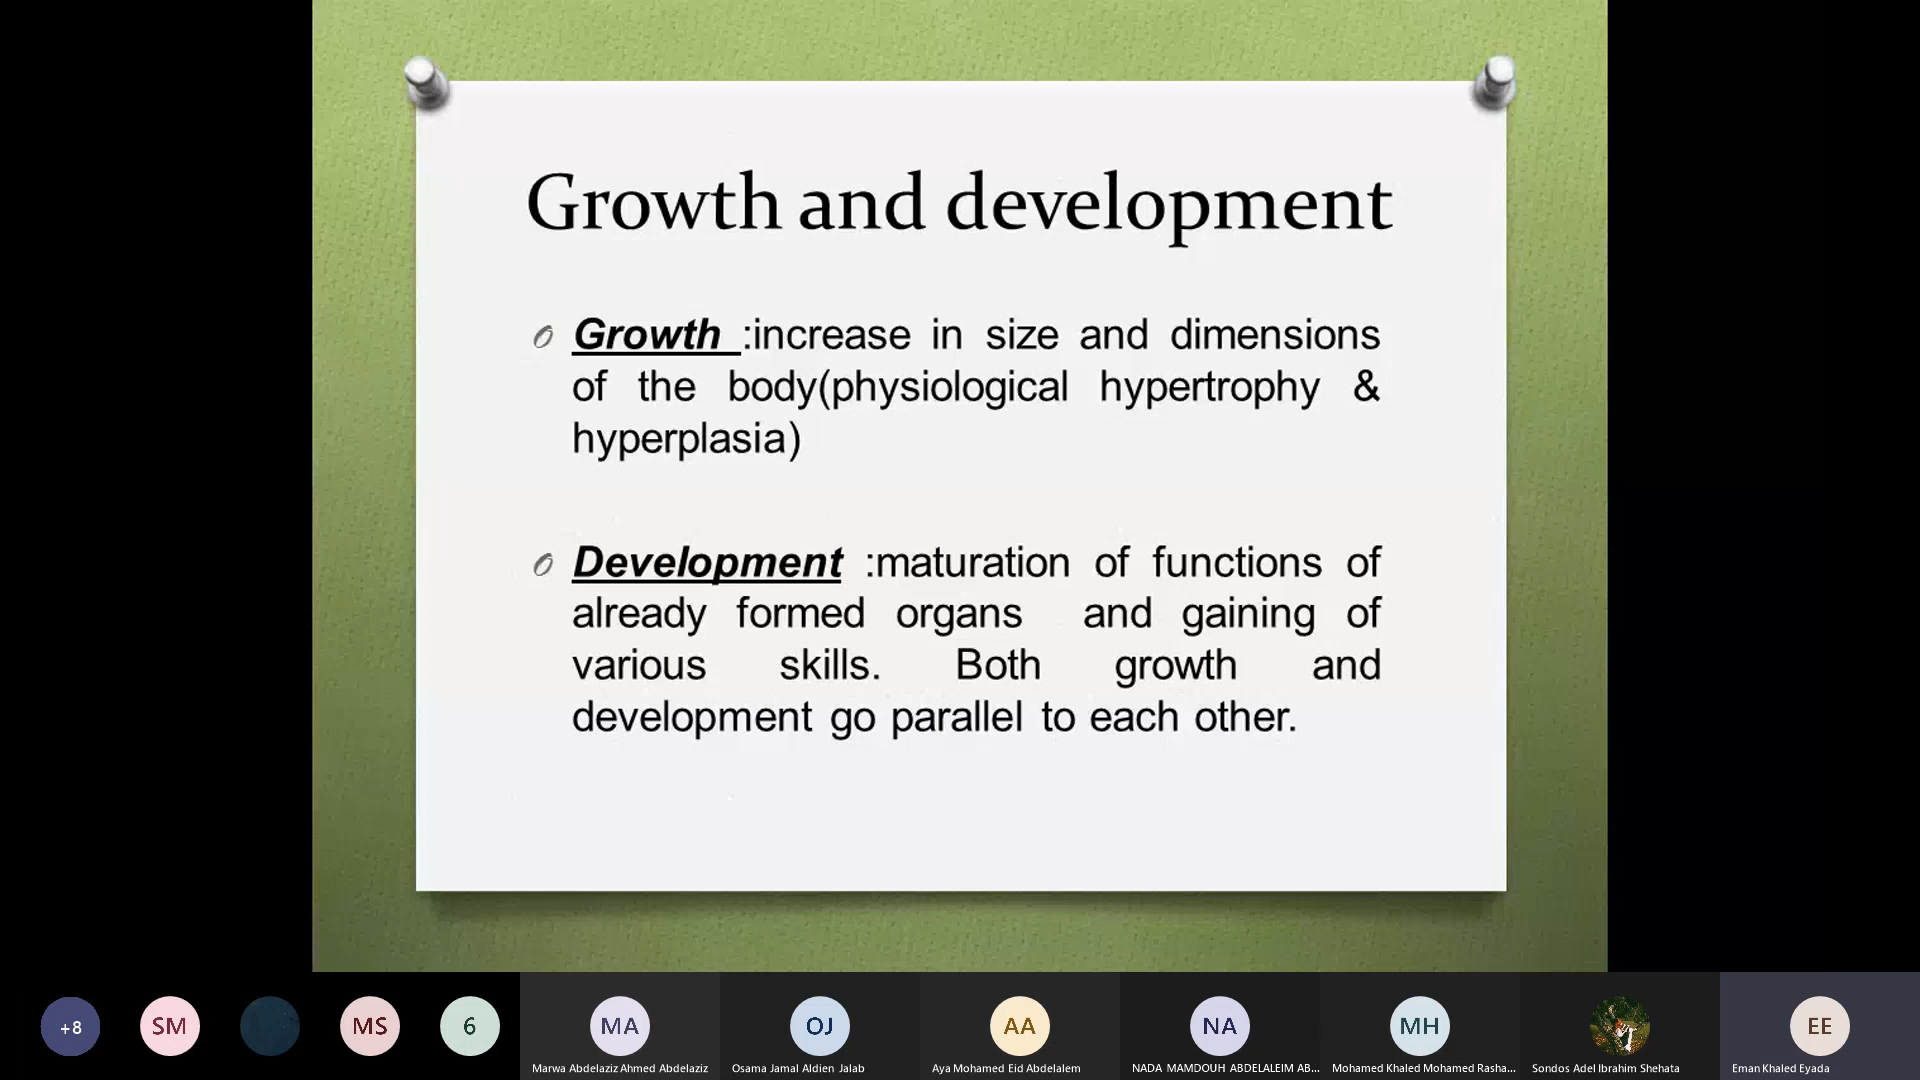 Growth and development
Growth :increase in size and dimensions
of the body(physiological hypertrophy &
hyperplasia)
Development :maturation of functions of
already formed organs and gaining of
various skills. Both growth and
development go parallel to each other.
+8
SM
MS
6
MA
OJ
AA
NA
MH
EE
Marwa Abdelaziz Ahmed Abdelaziz
Osama Jamal Aldien Jalab
Aya Mohamed Eid Abdelalem
NADA MAMDOUH ABDELALEIM AB...
Mohamed Khaled Mohamed Rasha...
Sondos Adel Ibrahim Shehata
Eman Khaled Eyada